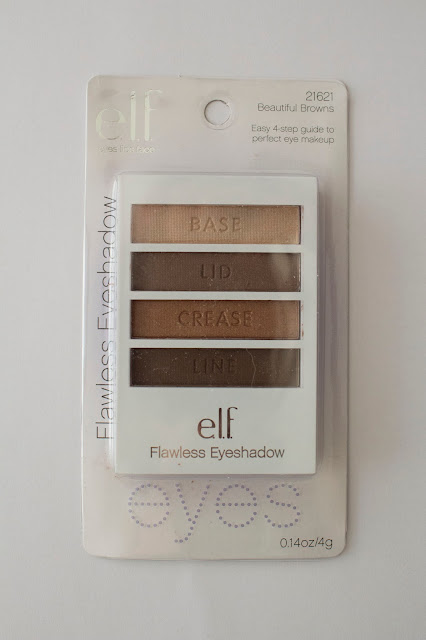 elf
eyes lips face
21621
Beautiful Browns
Easy 4-step guide to
perfect eye makeup
Flawless Eyeshadow
BASE
LID
CREASE
LINE
e.l.f.
Flawless Eyeshadow
eyes
0.14oz/4g